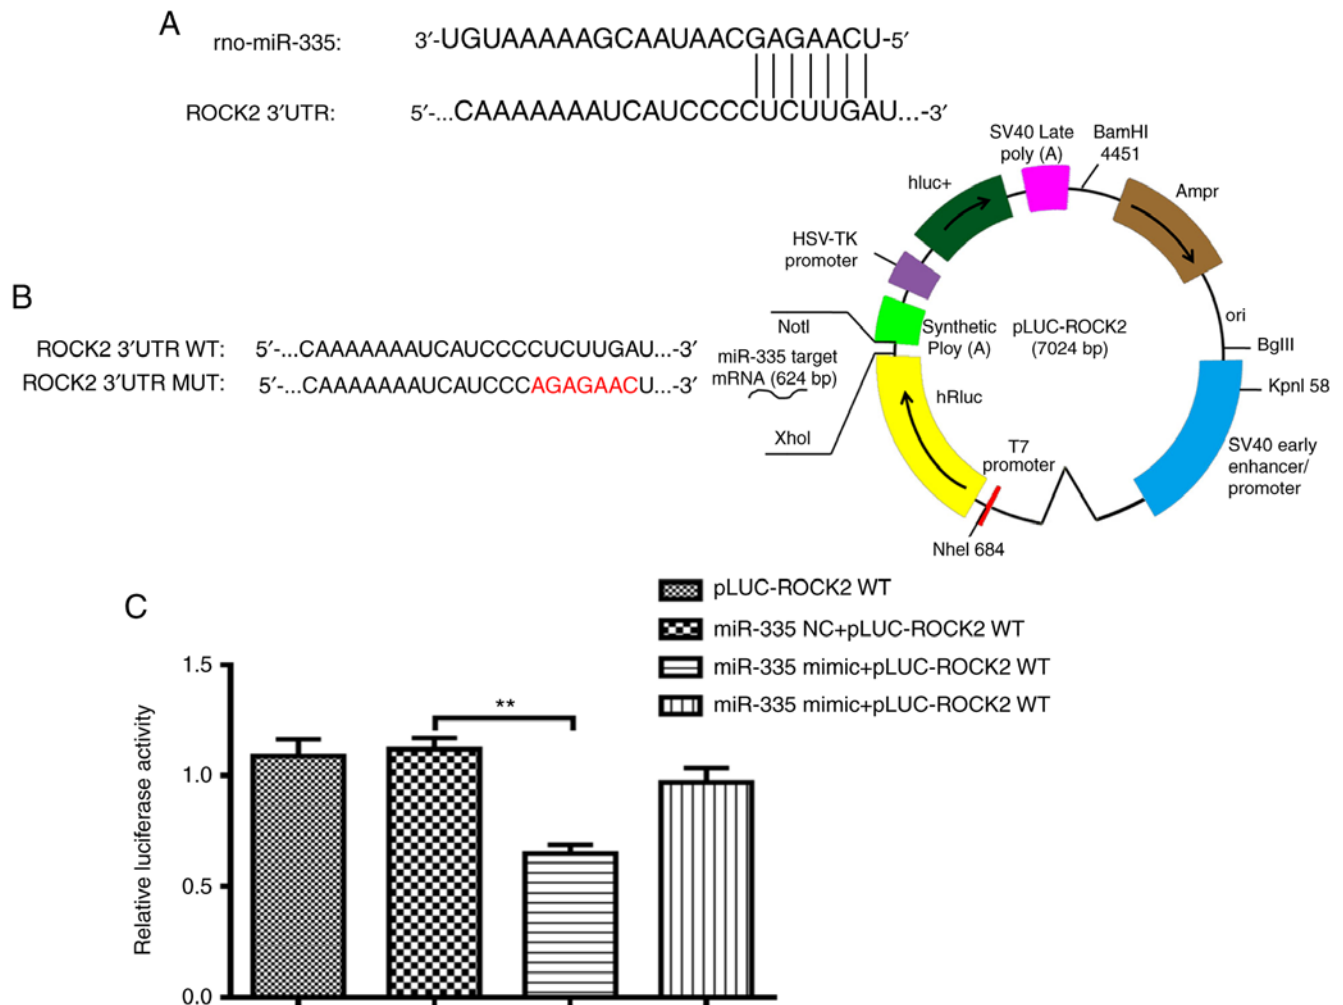 A
rno-miR-335:
3′-UGUAAAAAGCAAUAACGAGAACU-5′
ROCK2 3′UTR:
5′-...CAAAAAAAUCAUCCCCUCUUGAU...-3′
B
ROCK2 3′UTR WT:
5′-...CAAAAAAAUCAUCCCCUCUUGAU...-3′
ROCK2 3′UTR MUT:
5′-...CAAAAAAAUCAUCCCAGAGAACU...-3′
SV40 Late
poly (A)
BamHI
4451
hluc+
Ampr
HSV-TK
promoter
ori
NotI
Synthetic
Ploy (A)
pLUC-ROCK2
(7024 bp)
BgIII
miR-335 target
mRNA (624 bp)
KpnI 58
hRluc
XhoI
T7
promoter
SV40 early
enhancer/
promoter
NheI 684
C
pLUC-ROCK2 WT
miR-335 NC+pLUC-ROCK2 WT
miR-335 mimic+pLUC-ROCK2 WT
miR-335 mimic+pLUC-ROCK2 WT
Relative luciferase activity
1.5
1.0
0.5
0.0
**